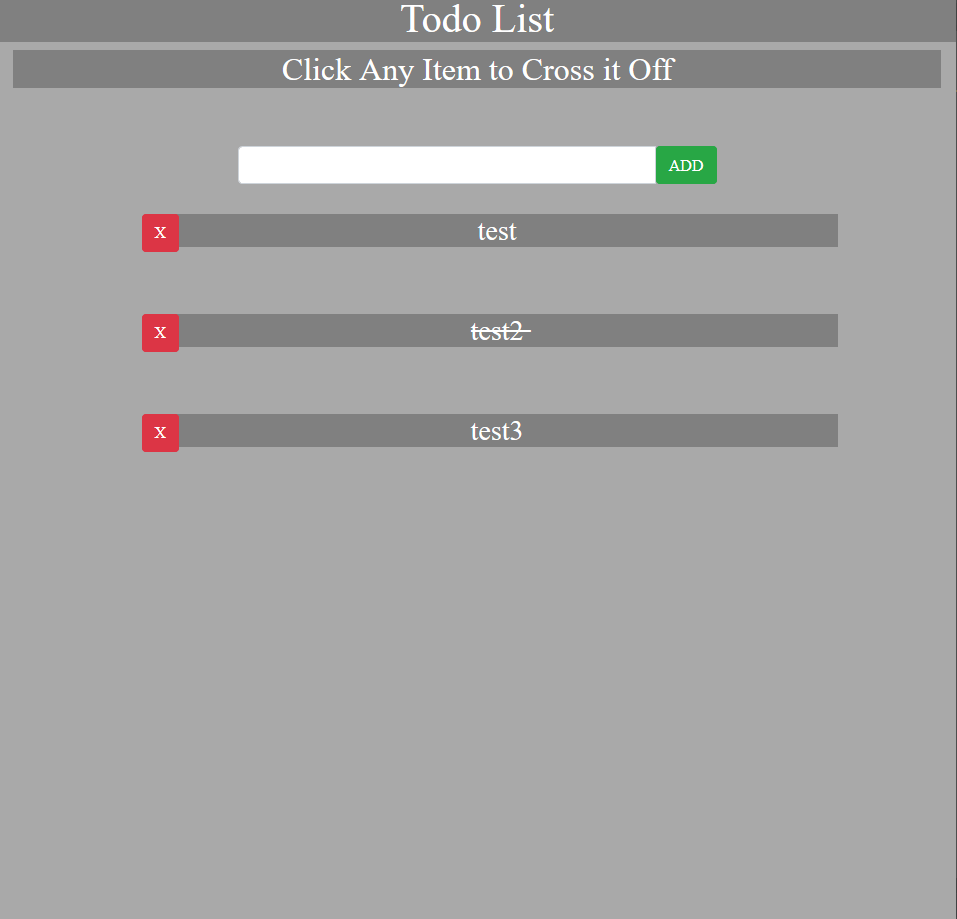 Todo List
Click Any Item to Cross it Off
ADD
x test
x test2
x test3